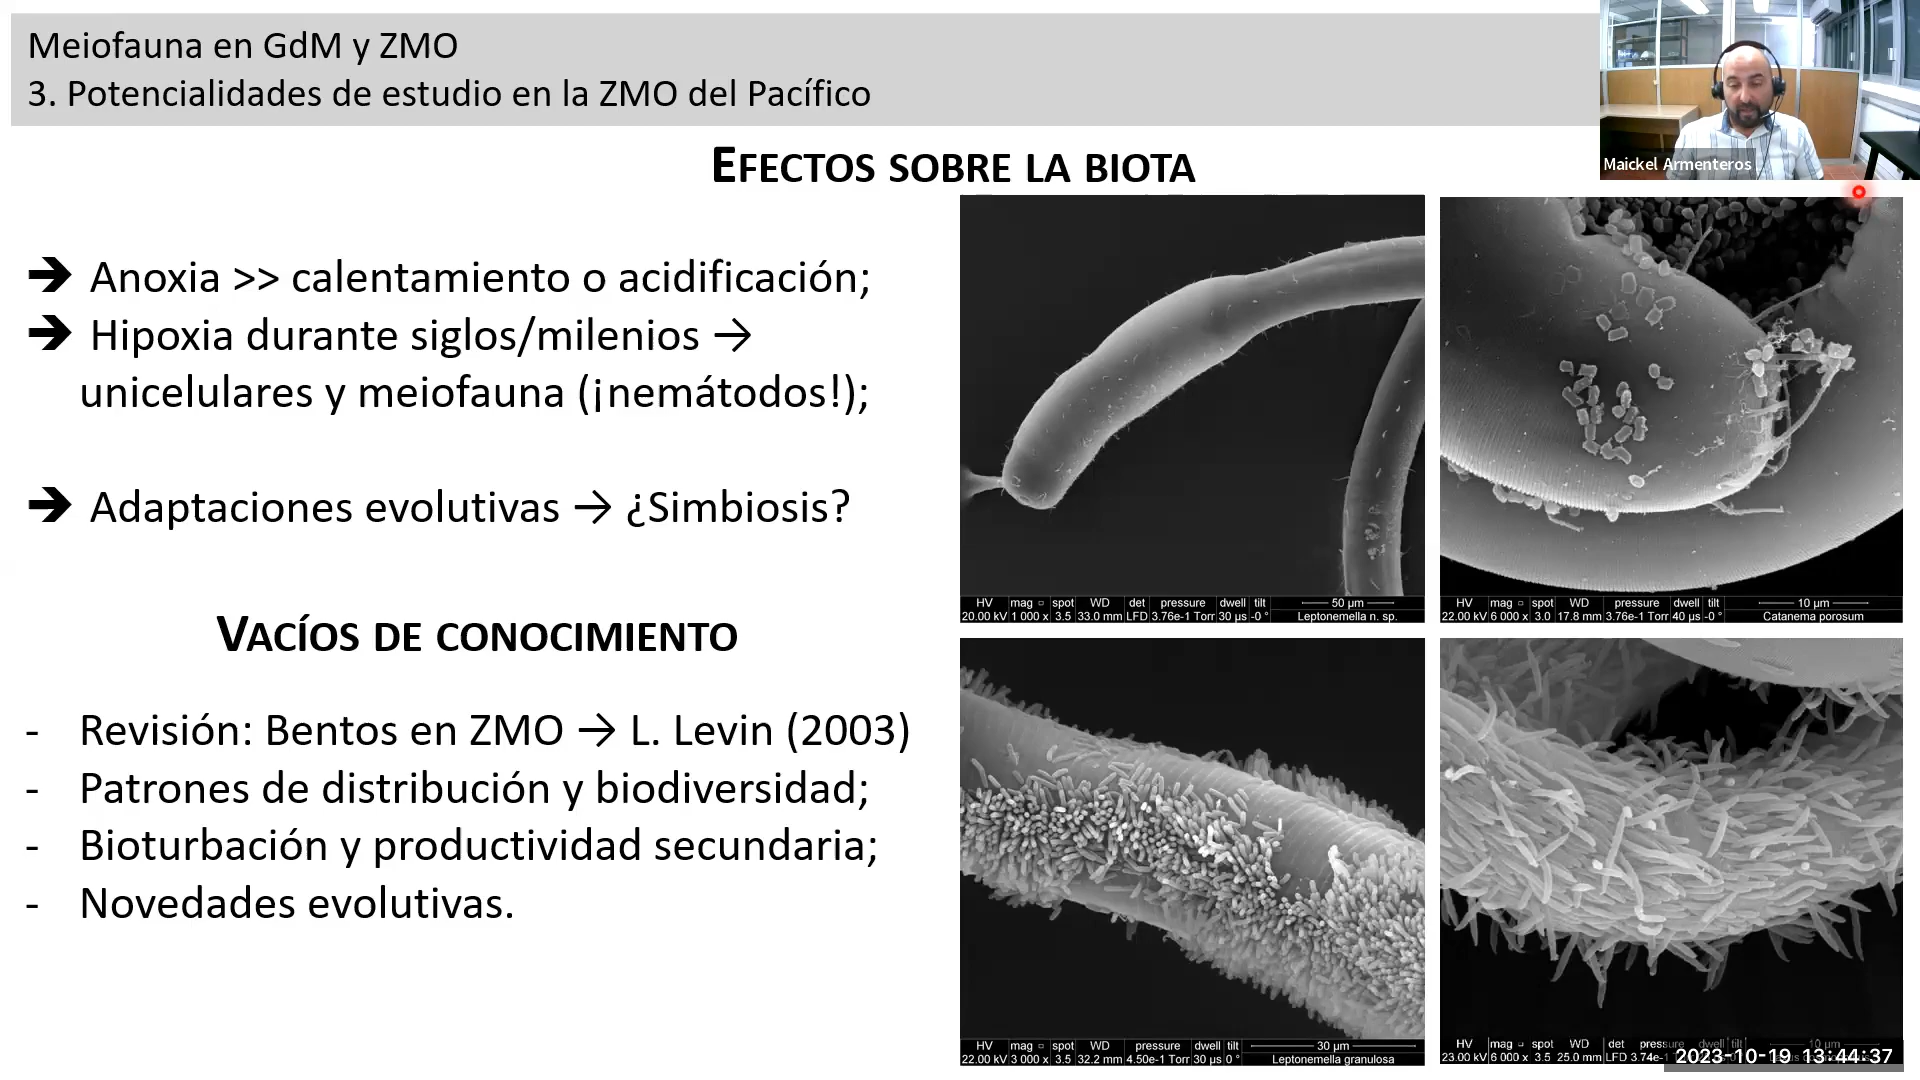 Meiofauna en GdM y ZMO
3. Potencialidades de estudio en la ZMO del Pacífico
Maickel Armenteros
EFECTOS SOBRE LA BIOTA
➔ Anoxia >> calentamiento o acidificación;
➔ Hipoxia durante siglos/milenios →
unicelulares y meiofauna (¡nemátodos!);
➔ Adaptaciones evolutivas → ¿Simbiosis?
VACÍOS DE CONOCIMIENTO
- Revisión: Bentos en ZMO → L. Levin (2003)
- Patrones de distribución y biodiversidad;
- Bioturbación y productividad secundaria;
- Novedades evolutivas.
HV mag □ spot WD det pressure dwell tilt 50 µm
20.00 kV 1 000 x 3.5 33.0 mm LFD 3.76e-1 Torr 30 µs -0 ° Leptonemella n. sp.
HV mag □ spot WD pressure dwell tilt 10 µm
22.00 kV 6 000 x 3.0 17.8 mm 3.76e-1 Torr 40 µs -0 ° Catanema porosum
HV mag □ spot WD pressure dwell tilt 30 µm
22.00 kV 3 000 x 3.5 32.2 mm 4.50e-1 Torr 30 µs 0 ° Leptonemella granulosa
HV mag □ spot WD det pressure dwell tilt 10 µm
23.00 kV 6 000 x 3.5 25.0 mm LFD 3.74e-1
2023-10-19 13:44:37